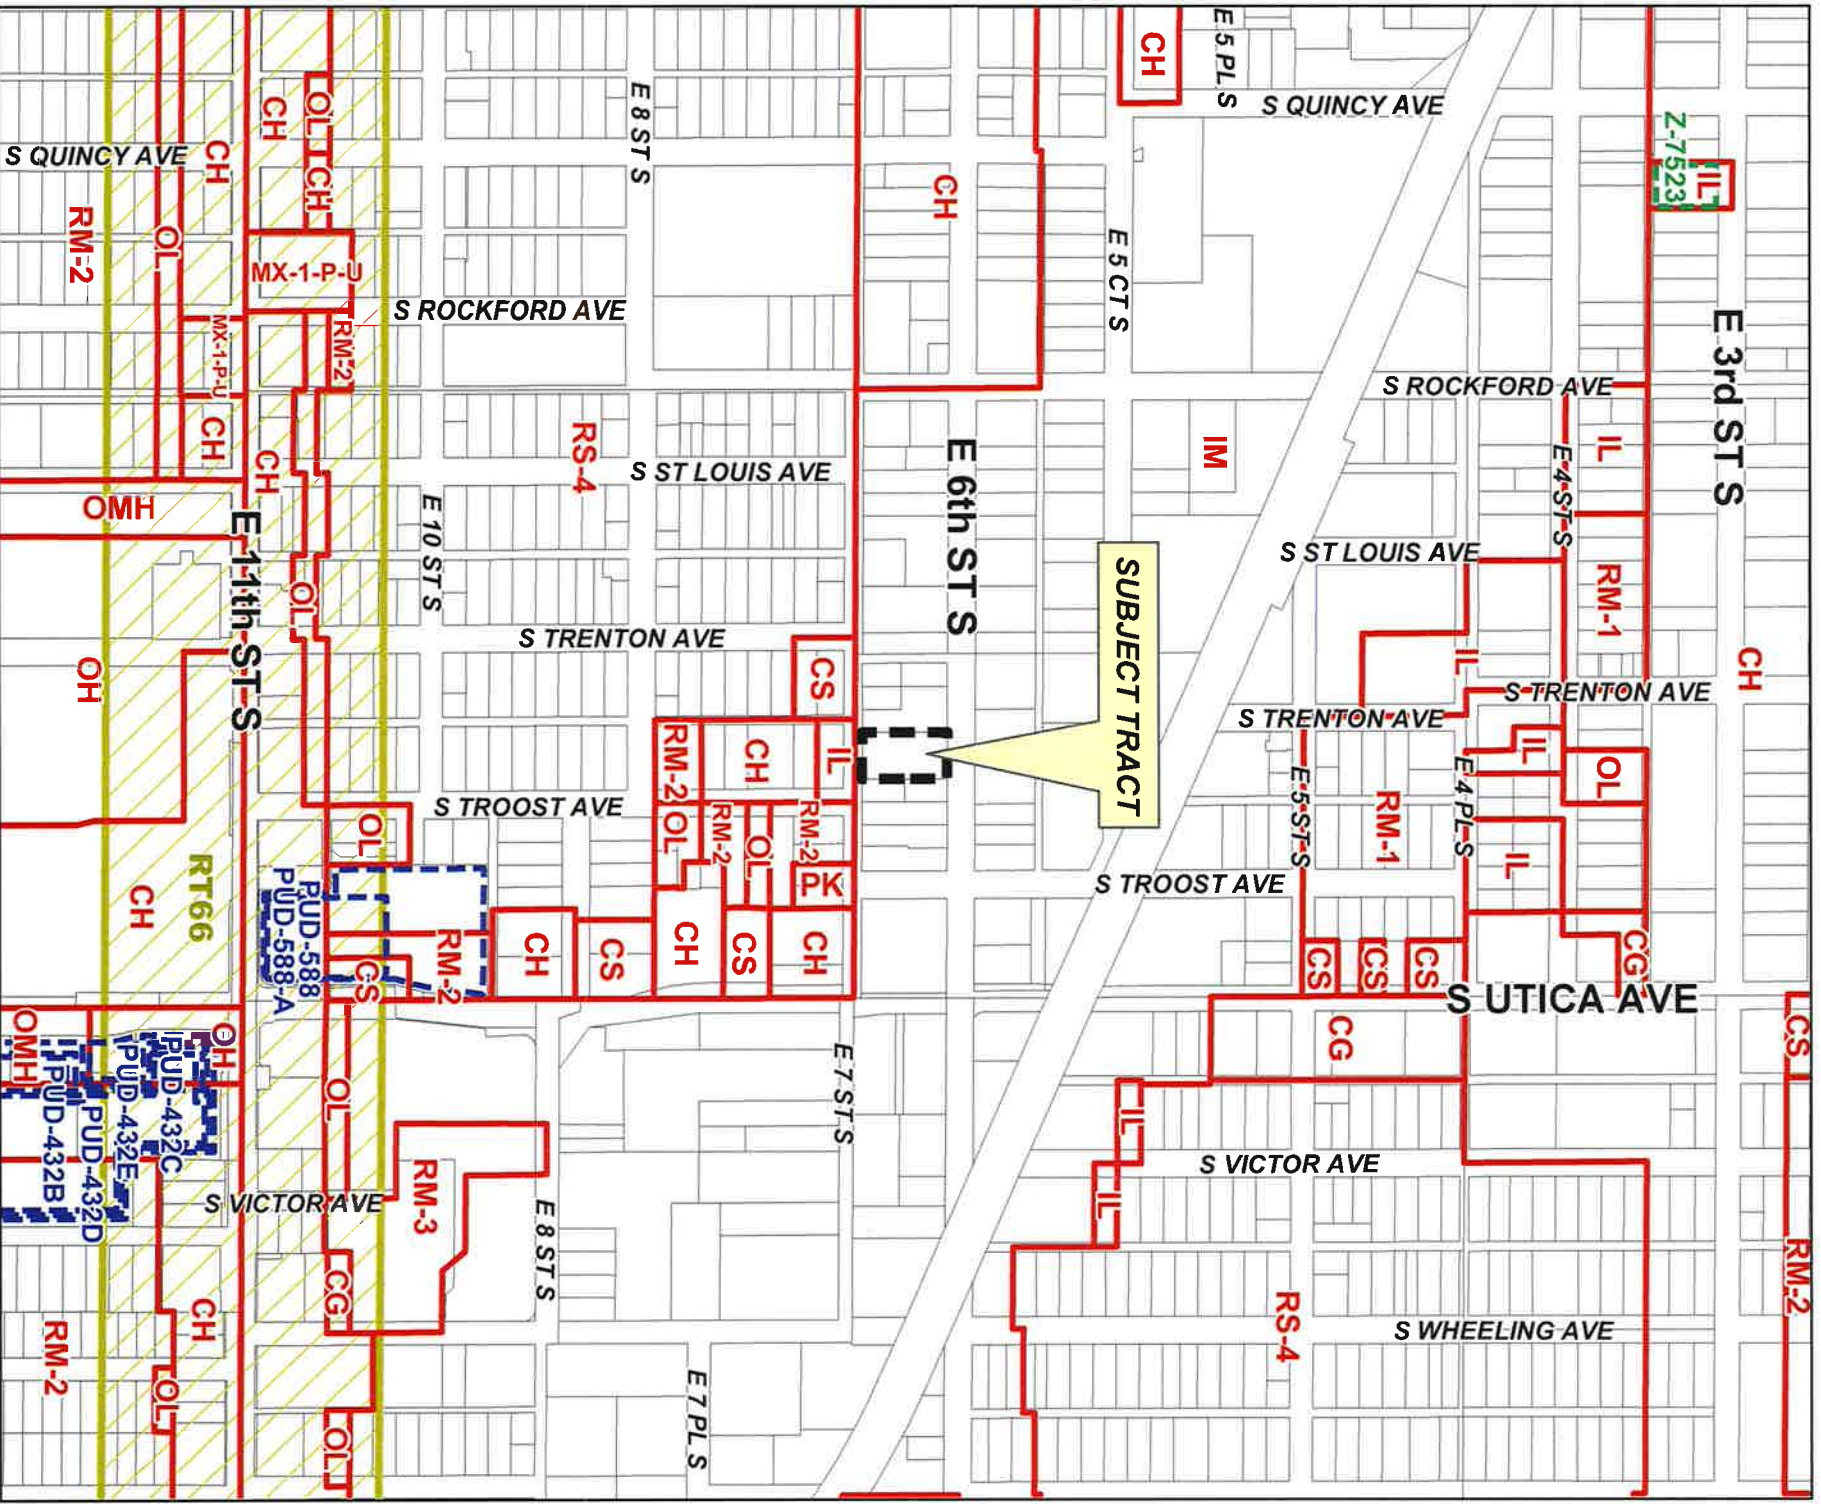 CH
E 5 PL S
S QUINCY AVE
Z-7523
IL
E 3rd ST S
CH
OL
CH
CH
CH
S QUINCY AVE
RM-2
OL
MX-1-P-U
E 8 ST S
CH
E 5 CT S
S ROCKFORD AVE
MX-1-P-U
RM-2
CH
CH
S ROCKFORD AVE
RS-4
S ST LOUIS AVE
E 6th ST S
IM
IL
E 4 ST S
OMH
E 11th ST S
OL
E 10 ST S
S ST LOUIS AVE
RM-1
SUBJECT TRACT
OH
S TRENTON AVE
CS
IL
S TRENTON AVE
S TRENTON AVE
CH
RM-2
CH
IL
IL
OL
E 5 ST S
E 4 PL S
RM-1
IL
S TROOST AVE
OL
OL
RM-2
OL
RM-2
PK
S TROOST AVE
RT66
CH
PUD-588
PUD-588-A
RM-2
CS
CH
CS
CH
CS
CH
CS
CS
CS
CG
S UTICA AVE
OMH
OH
CG
CS
OL
E 7 ST S
IL
PUD-432C
PUD-432E
PUD-432D
PUD-432B
S VICTOR AVE
RM-3
E 8 ST S
IL
S VICTOR AVE
CG
CH
RM-2
OL
OL
E 7 PL S
RS-4
S WHEELING AVE
RM-2